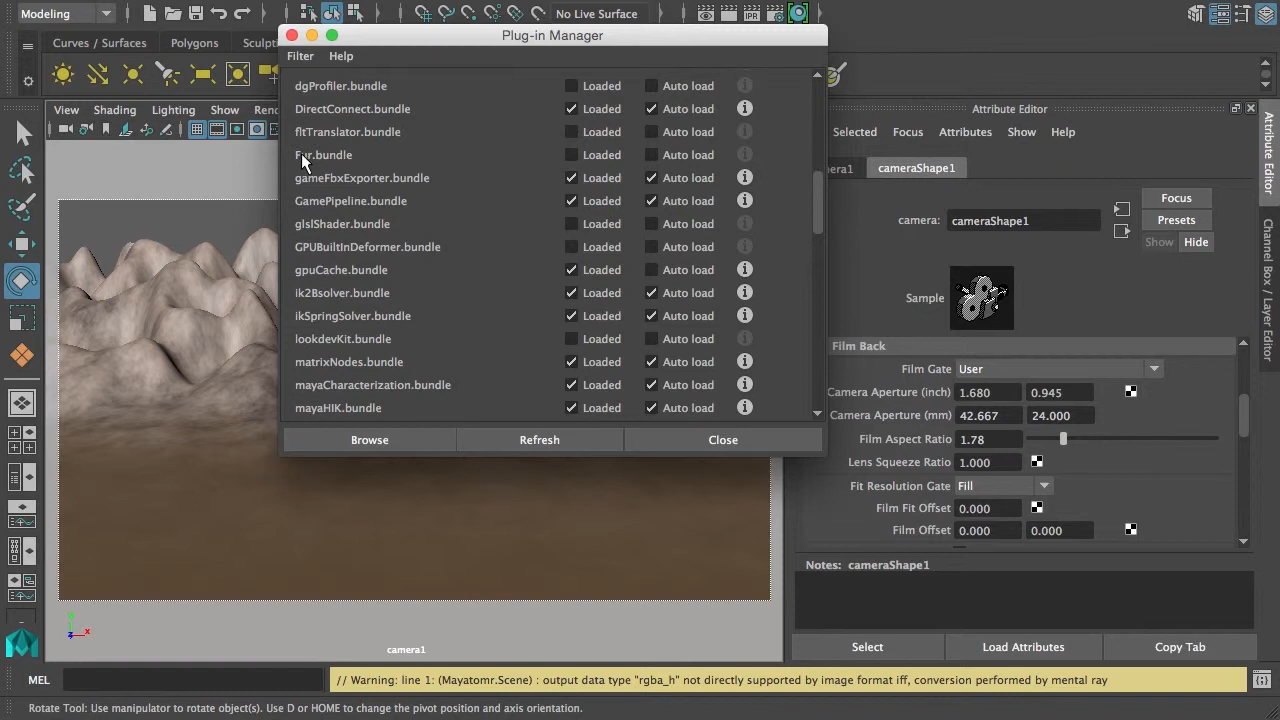 Modeling
No Live Surface
Plug-in Manager
Curves / Surfaces
Polygons
Filter
Help
View
Shading
Lighting
Show
dgProfiler.bundle Loaded Auto load
DirectConnect.bundle Loaded Auto load
fltTranslator.bundle Loaded Auto load
gameFbxExporter.bundle Loaded Auto load
GamePipeline.bundle Loaded Auto load
glslShader.bundle Loaded Auto load
GPUBuiltInDeformer.bundle Loaded Auto load
gpuCache.bundle Loaded Auto load
ik2Bsolver.bundle Loaded Auto load
ikSpringSolver.bundle Loaded Auto load
lookdevKit.bundle Loaded Auto load
matrixNodes.bundle Loaded Auto load
mayaCharacterization.bundle Loaded Auto load
mayaHIK.bundle Loaded Auto load
Browse
Refresh
Close
Attribute Editor
Selected
Focus
Attributes
Show
Help
cameraShape1
camera: cameraShape1
Focus
Presets
Show
Hide
Sample
Film Back
Film Gate User
Camera Aperture (inch) 1.680 0.945
Camera Aperture (mm) 42.667 24.000
Film Aspect Ratio 1.78
Lens Squeeze Ratio 1.000
Fit Resolution Gate Fill
Film Fit Offset 0.000
Film Offset 0.000 0.000
Notes: cameraShape1
Select
Load Attributes
Copy Tab
Attribute Editor
Channel Box / Layer Editor
camera1
MEL
// Warning: line 1: (Mayatomr.Scene) : output data type "rgba_h" not directly supported by image format iff, conversion performed by mental ray
Rotate Tool: Use manipulator to rotate object(s). Use D or HOME to change the pivot position and axis orientation.